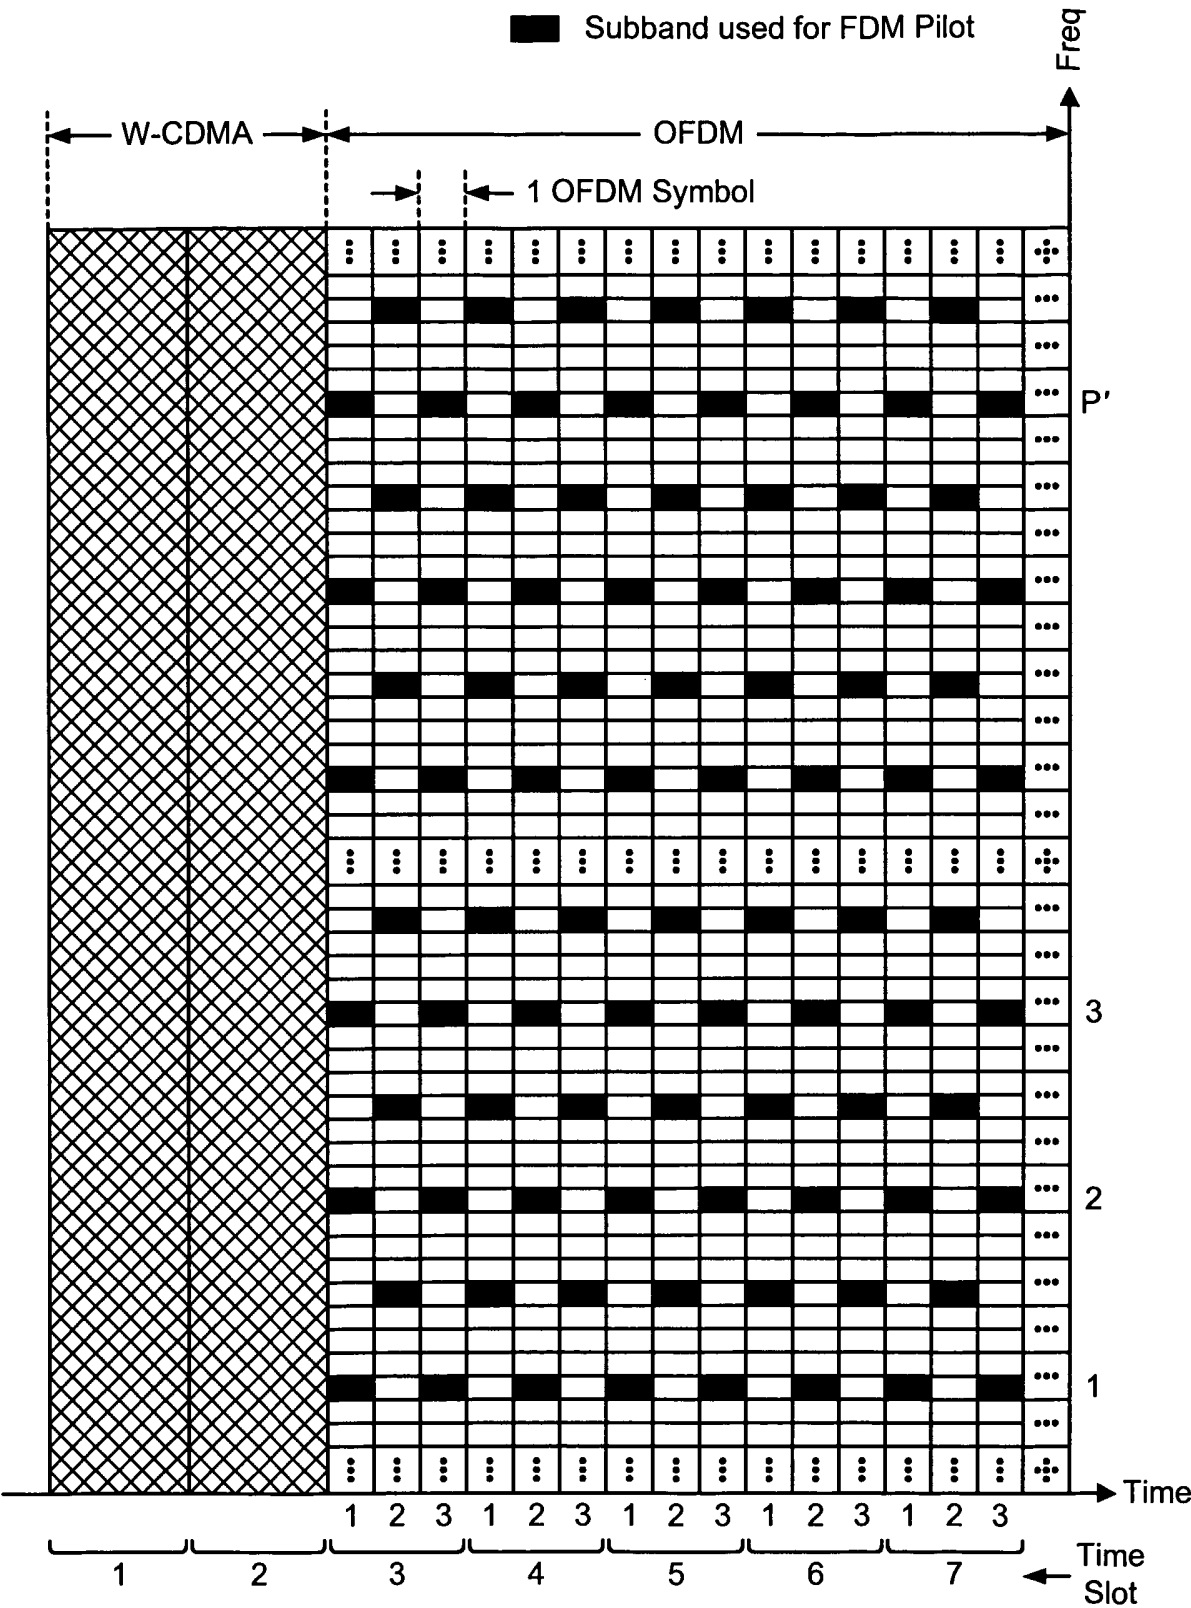 Subband used for FDM Pilot
Freq
W-CDMA
OFDM
1 OFDM Symbol
P′
3
2
1
Time
1 2 3 1 2 3 1 2 3 1 2 3 1 2 3
1 2 3 4 5 6 7
Time
Slot